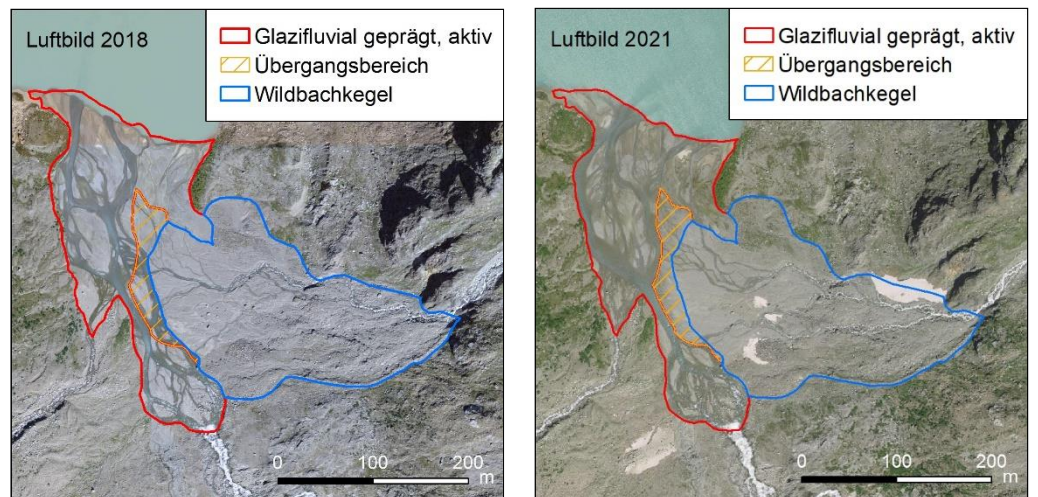 Luftbild 2018
Glazifluvial geprägt, aktiv
Übergangsbereich
Wildbachkegel
0 100 200
m
Luftbild 2021
Glazifluvial geprägt, aktiv
Übergangsbereich
Wildbachkegel
0 100 200
m